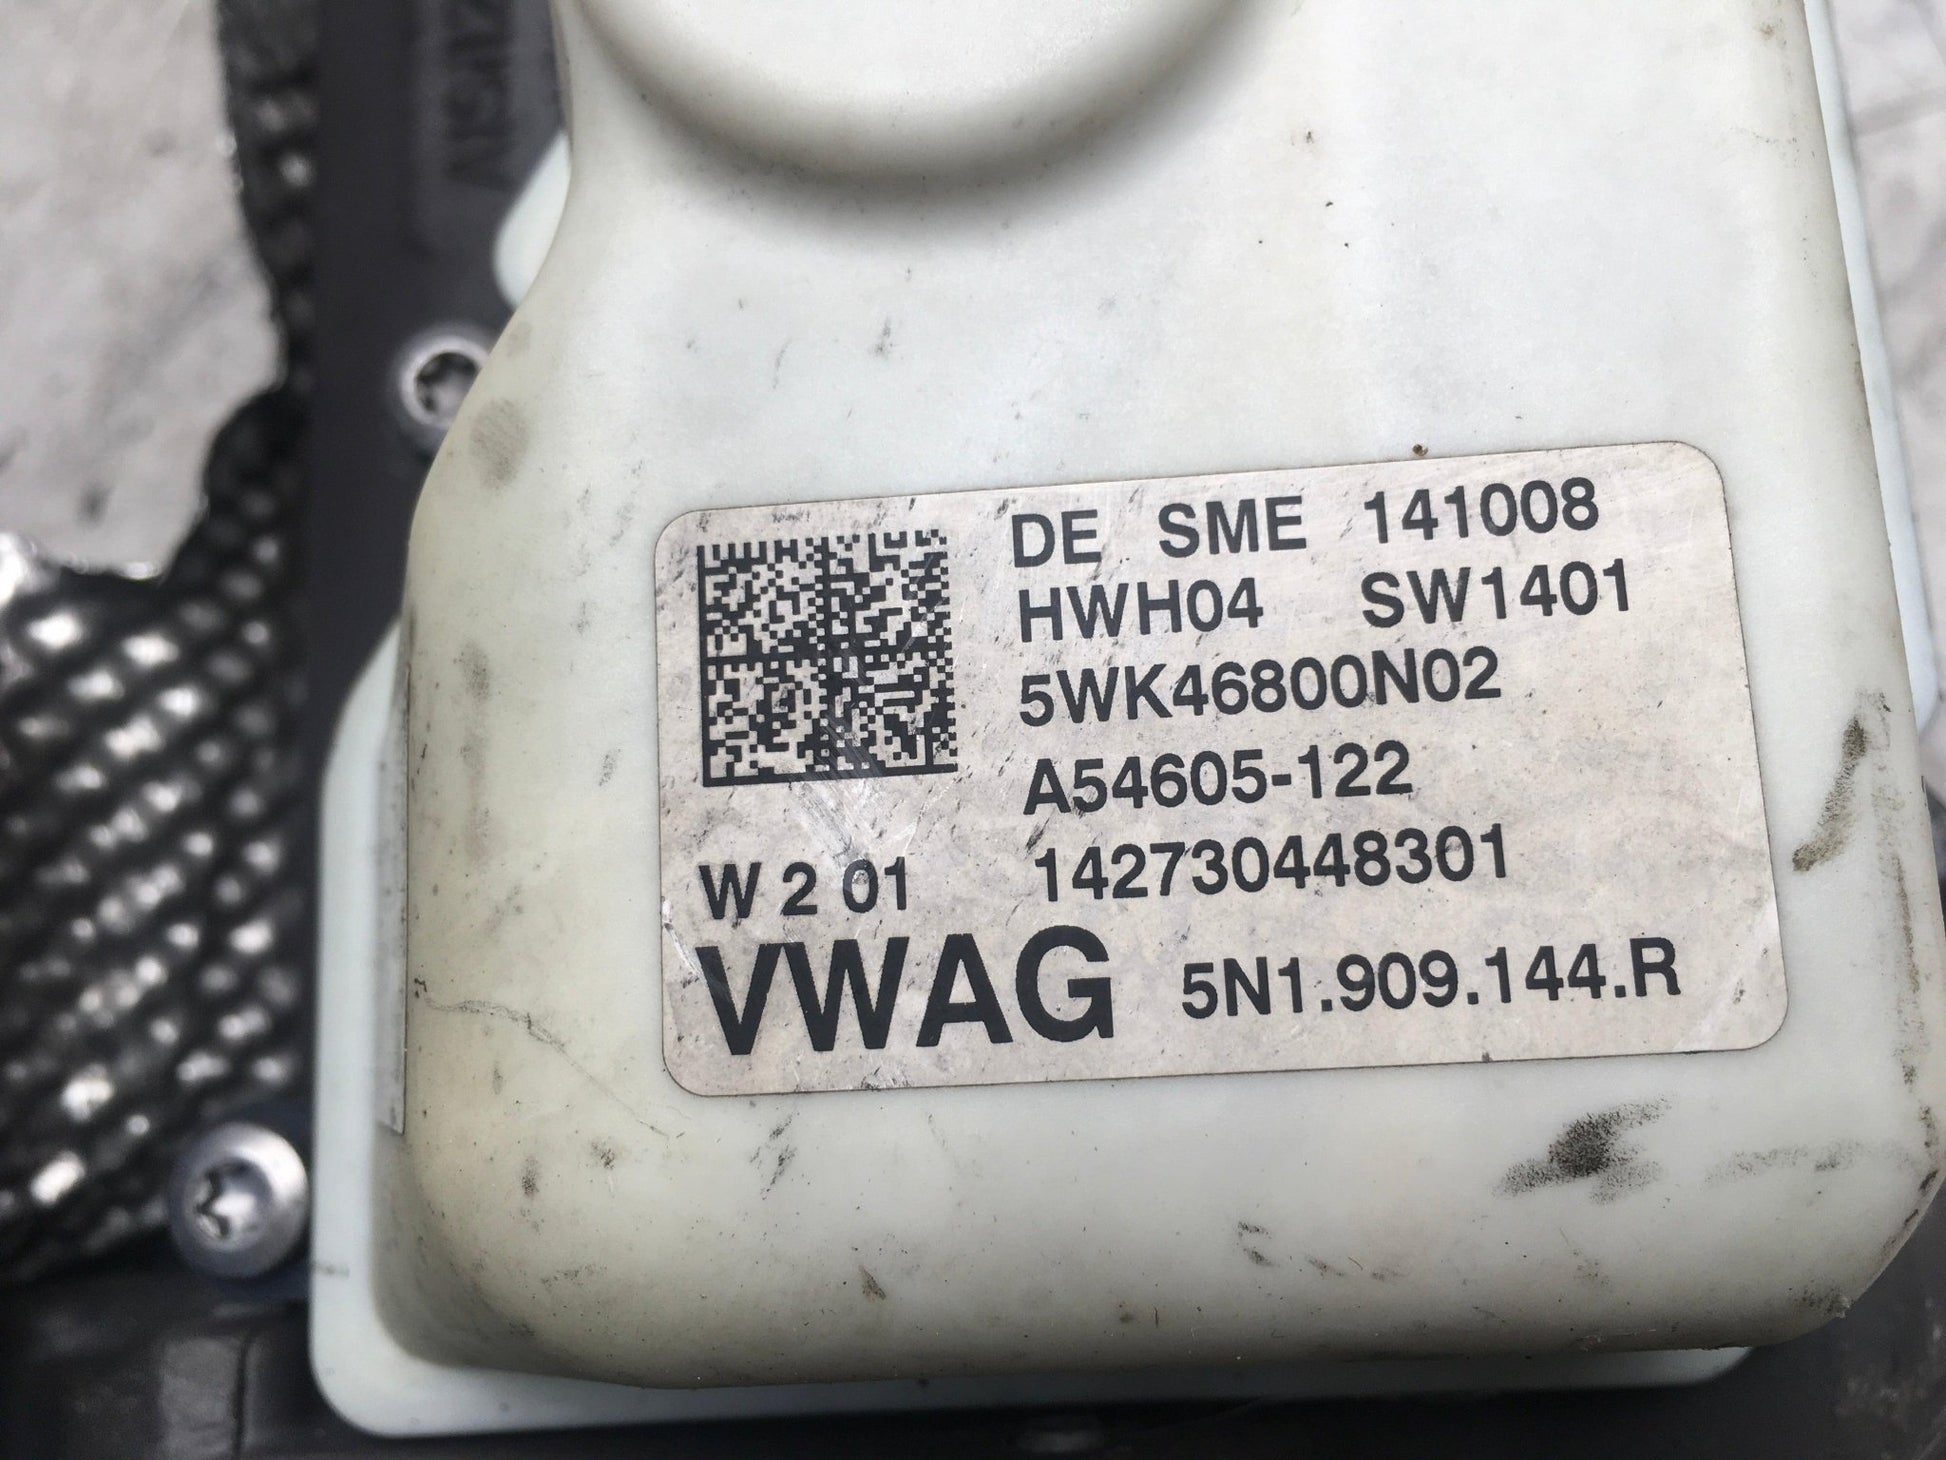 DE SME 141008
HWH04 SW1401
5WK46800N02
A54605-122
W 2 01 142730448301
VWAG 5N1.909.144.R